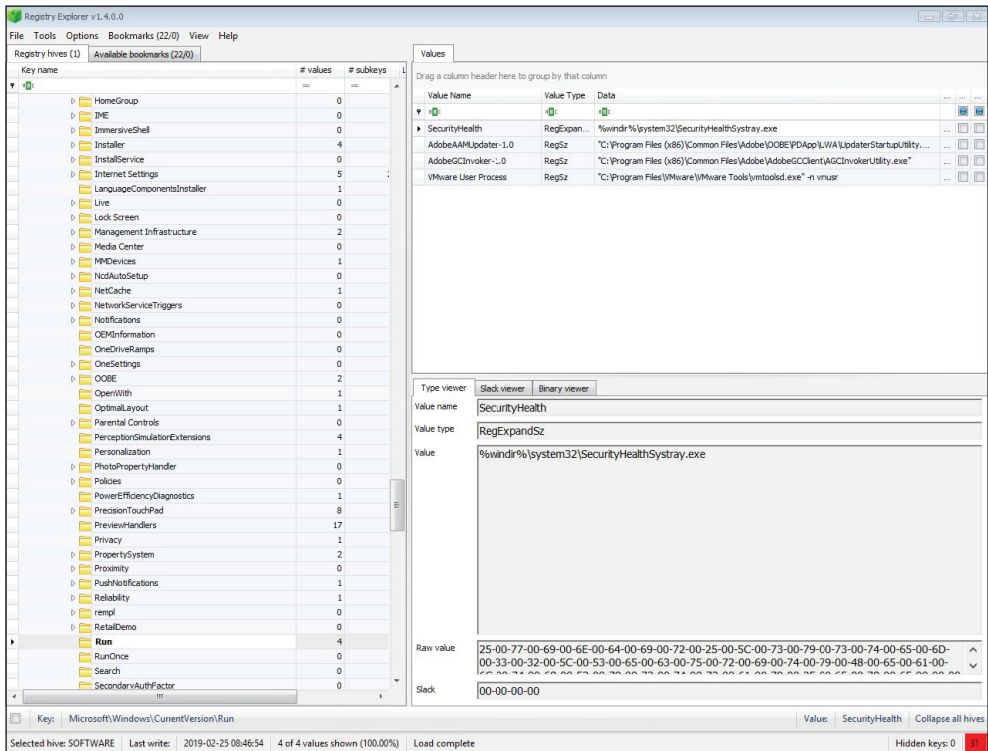 Registry Explorer v1.4.0.0
File Tools Options Bookmarks (22/0) View Help
Registry hives (1) Available bookmarks (22/0)
Key name # values # subkeys L
= =
HomeGroup 0
IME 0
ImmersiveShell 0
Installer 4
InstallService 0
Internet Settings 5
LanguageComponentsInstaller 1
Live 0
Lock Screen 0
Management Infrastructure 2
Media Center 0
MMDevices 1
NcdAutoSetup 0
NetCache 1
NetworkServiceTriggers 0
Notifications 0
OEMInformation 0
OneDriveRamps 0
OneSettings 0
OOBE 2
OpenWith 1
OptimalLayout 1
Parental Controls 0
PerceptionSimulationExtensions 4
Personalization 1
PhotoPropertyHandler 0
Policies 0
PowerEfficiencyDiagnostics 1
PrecisionTouchPad 8
PreviewHandlers 17
Privacy 1
PropertySystem 2
Proximity 0
PushNotifications 1
Reliability 1
rempl 1
RetailDemo 0
Run 4
RunOnce 0
Search 0
SecondaryAuthFactor 0
Values
Drag a column header here to group by that column
Value Name Value Type Data ... ... ...
SecurityHealth RegExpan... %windir%\system32\SecurityHealthSystray.exe ...
AdobeAAMUpdater-1.0 RegSz "C:\Program Files (x86)\Common Files\Adobe\OOBE\PDApp\UWA\UpdaterStartupUtility.... ...
AdobeGCInvoker-1.0 RegSz "C:\Program Files (x86)\Common Files\Adobe\AdobeGCClient\AGCInvokerUtility.exe" ...
VMware User Process RegSz "C:\Program Files\VMware\VMware Tools\vmtoolsd.exe" -n vmusr ...
Type viewer Slack viewer Binary viewer
Value name SecurityHealth
Value type RegExpandSz
Value %windir%\system32\SecurityHealthSystray.exe
Raw value 25-00-77-00-69-00-6E-00-64-00-69-00-72-00-25-00-5C-00-73-00-79-00-73-00-74-00-65-00-6D-
00-33-00-32-00-5C-00-53-00-65-00-63-00-75-00-72-00-69-00-74-00-79-00-48-00-65-00-61-00-
Slack 00-00-00-00
Key: Microsoft\Windows\CurrentVersion\Run Value: SecurityHealth Collapse all hives
Selected hive: SOFTWARE Last write: 2019-02-25 08:46:54 4 of 4 values shown (100.00%) Load complete Hidden keys: 0 31